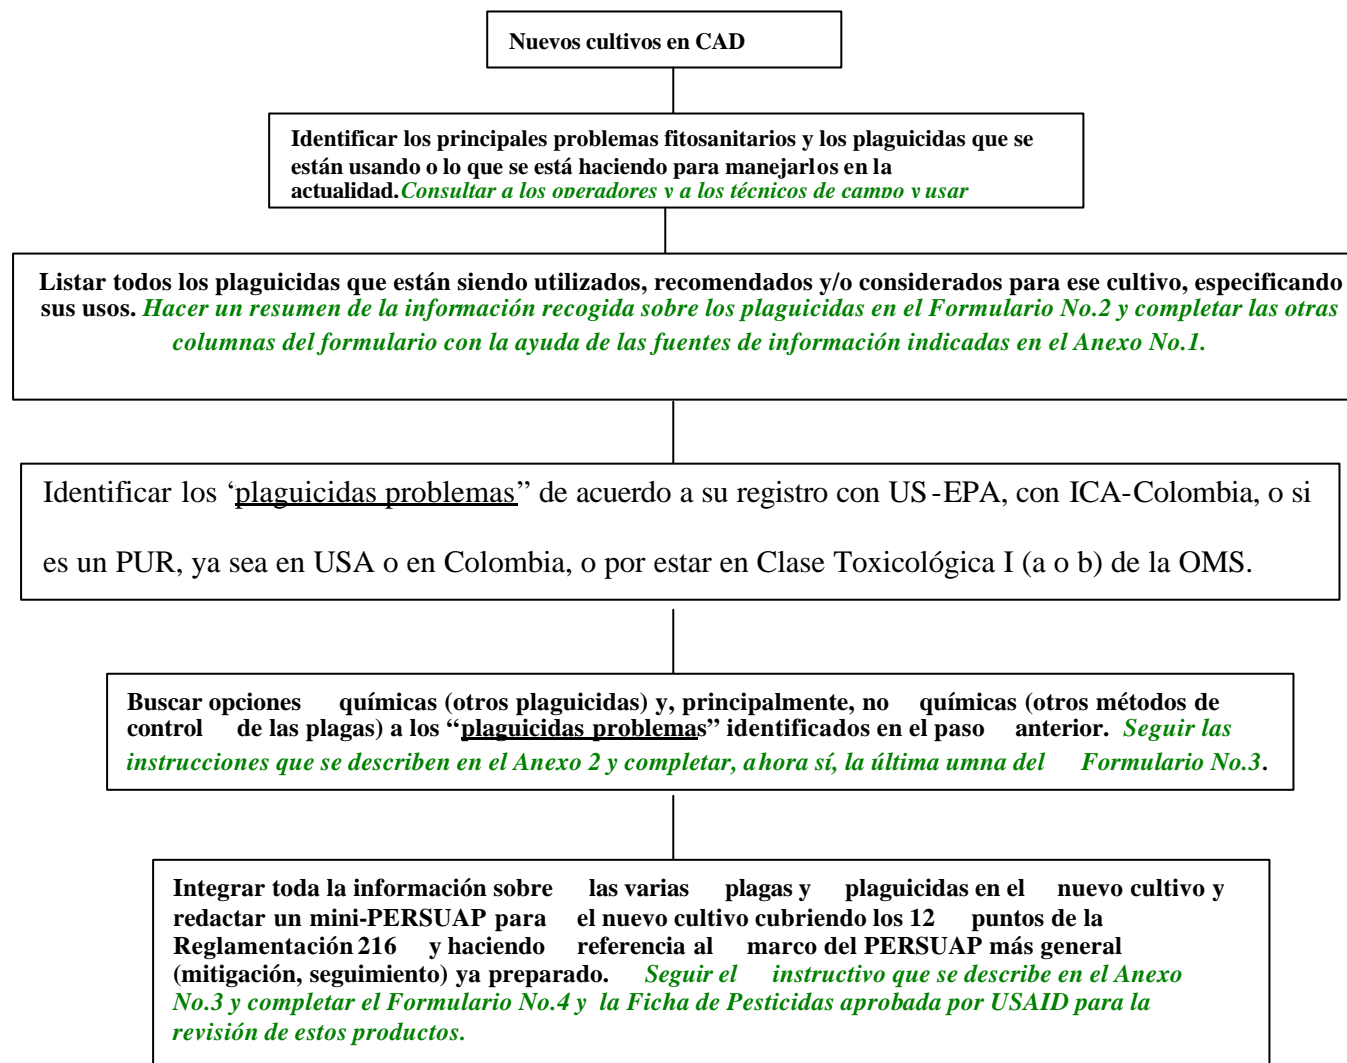 Nuevos cultivos en CAD
Identificar los principales problemas fitosanitarios y los plaguicidas que se
están usando o lo que se está haciendo para manejarlos en la
actualidad.Consultar a los operadores y a los técnicos de campo y usar
Listar todos los plaguicidas que están siendo utilizados, recomendados y/o considerados para ese cultivo, especificando
sus usos. Hacer un resumen de la información recogida sobre los plaguicidas en el Formulario No.2 y completar las otras
columnas del formulario con la ayuda de las fuentes de información indicadas en el Anexo No.1.
Identificar los ‘plaguicidas problemas” de acuerdo a su registro con US-EPA, con ICA-Colombia, o si
es un PUR, ya sea en USA o en Colombia, o por estar en Clase Toxicológica I (a o b) de la OMS.
Buscar opciones químicas (otros plaguicidas) y, principalmente, no químicas (otros métodos de
control de las plagas) a los “plaguicidas problemas” identificados en el paso anterior. Seguir las
instrucciones que se describen en el Anexo 2 y completar, ahora sí, la última umna del Formulario No.3.
Integrar toda la información sobre las varias plagas y plaguicidas en el nuevo cultivo y
redactar un mini-PERSUAP para el nuevo cultivo cubriendo los 12 puntos de la
Reglamentación 216 y haciendo referencia al marco del PERSUAP más general
(mitigación, seguimiento) ya preparado. Seguir el instructivo que se describe en el Anexo
No.3 y completar el Formulario No.4 y la Ficha de Pesticidas aprobada por USAID para la
revisión de estos productos.